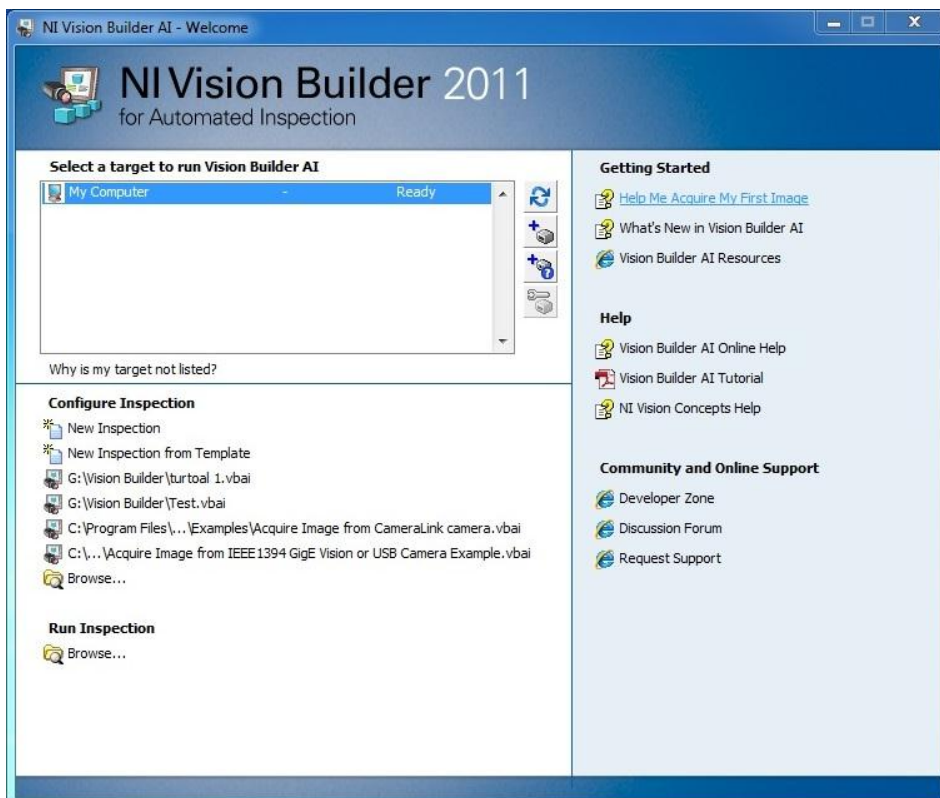 NI Vision Builder AI - Welcome
NI Vision Builder 2011
for Automated Inspection
Select a target to run Vision Builder AI
My Computer - Ready
Why is my target not listed?
Configure Inspection
New Inspection
New Inspection from Template
G:\Vision Builder\turtoal 1.vbai
G:\Vision Builder\Test.vbai
C:\Program Files\...\Examples\Acquire Image from CameraLink camera.vbai
C:\...\Acquire Image from IEEE1394 GigE Vision or USB Camera Example.vbai
Browse...
Run Inspection
Browse...
Getting Started
Help Me Acquire My First Image
What's New in Vision Builder AI
Vision Builder AI Resources
Help
Vision Builder AI Online Help
Vision Builder AI Tutorial
NI Vision Concepts Help
Community and Online Support
Developer Zone
Discussion Forum
Request Support